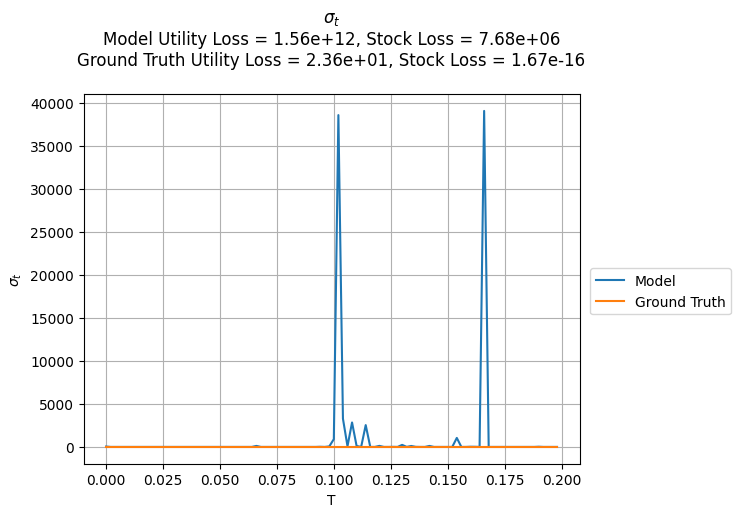 σt
Model Utility Loss = 1.56e+12, Stock Loss = 7.68e+06
Ground Truth Utility Loss = 2.36e+01, Stock Loss = 1.67e-16
40000
35000
30000
25000
20000
15000
10000
5000
0
σt
0.000 0.025 0.050 0.075 0.100 0.125 0.150 0.175 0.200
T
Model
Ground Truth